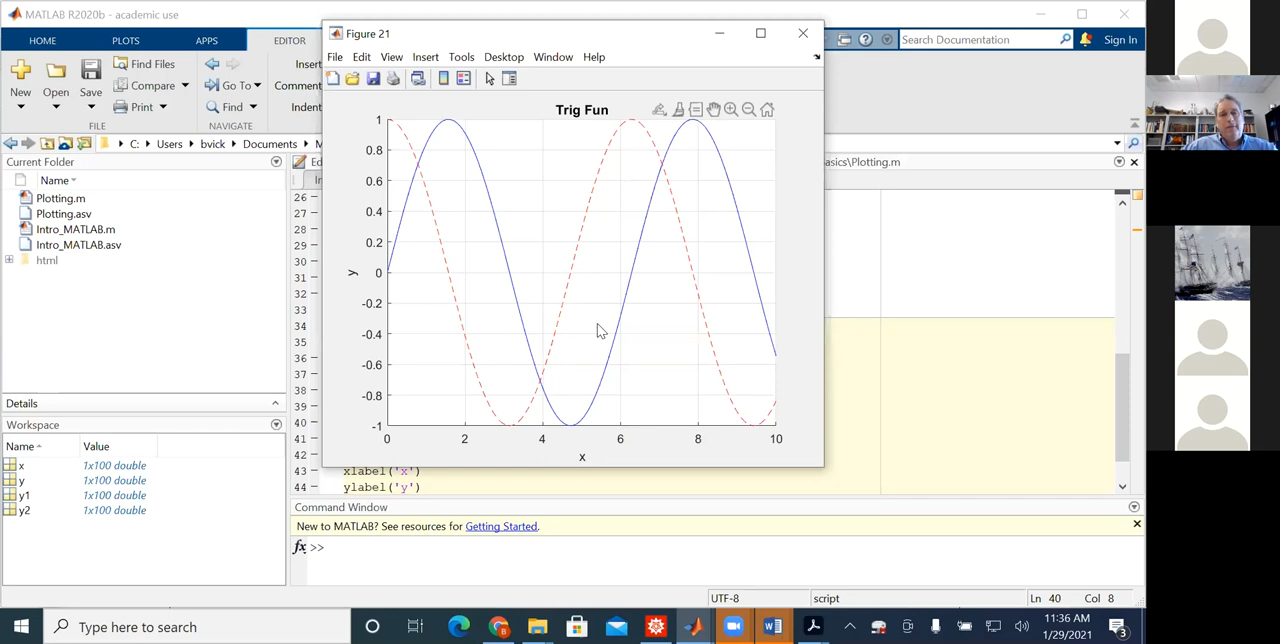 MATLAB R2020b - academic use
HOME PLOTS APPS EDITOR
Search Documentation
Sign In
New
Open
Save
Find Files
Compare
Print
FILE
Go To
Find
NAVIGATE
Insert
Comment
Indent
C: Users bvick Documents M
Current Folder
Name
Plotting.m
Plotting.asv
Intro_MATLAB.m
Intro_MATLAB.asv
html
Details
Workspace
Name Value
x 1x100 double
y 1x100 double
y1 1x100 double
y2 1x100 double
Figure 21
File Edit View Insert Tools Desktop Window Help
Trig Fun
1
0.8
0.6
0.4
0.2
0
-0.2
-0.4
-0.6
-0.8
-1
y
0 2 4 6 8 10
x
Ed
asics\Plotting.m
26
27
28
29
30
31
32
33
34
35
36
37
38
39
40
41
42
43 xlabel('x')
44 ylabel('y')
Command Window
New to MATLAB? See resources for Getting Started.
fx >>
UTF-8 script Ln 40 Col 8
Type here to search
11:36 AM
1/29/2021
3